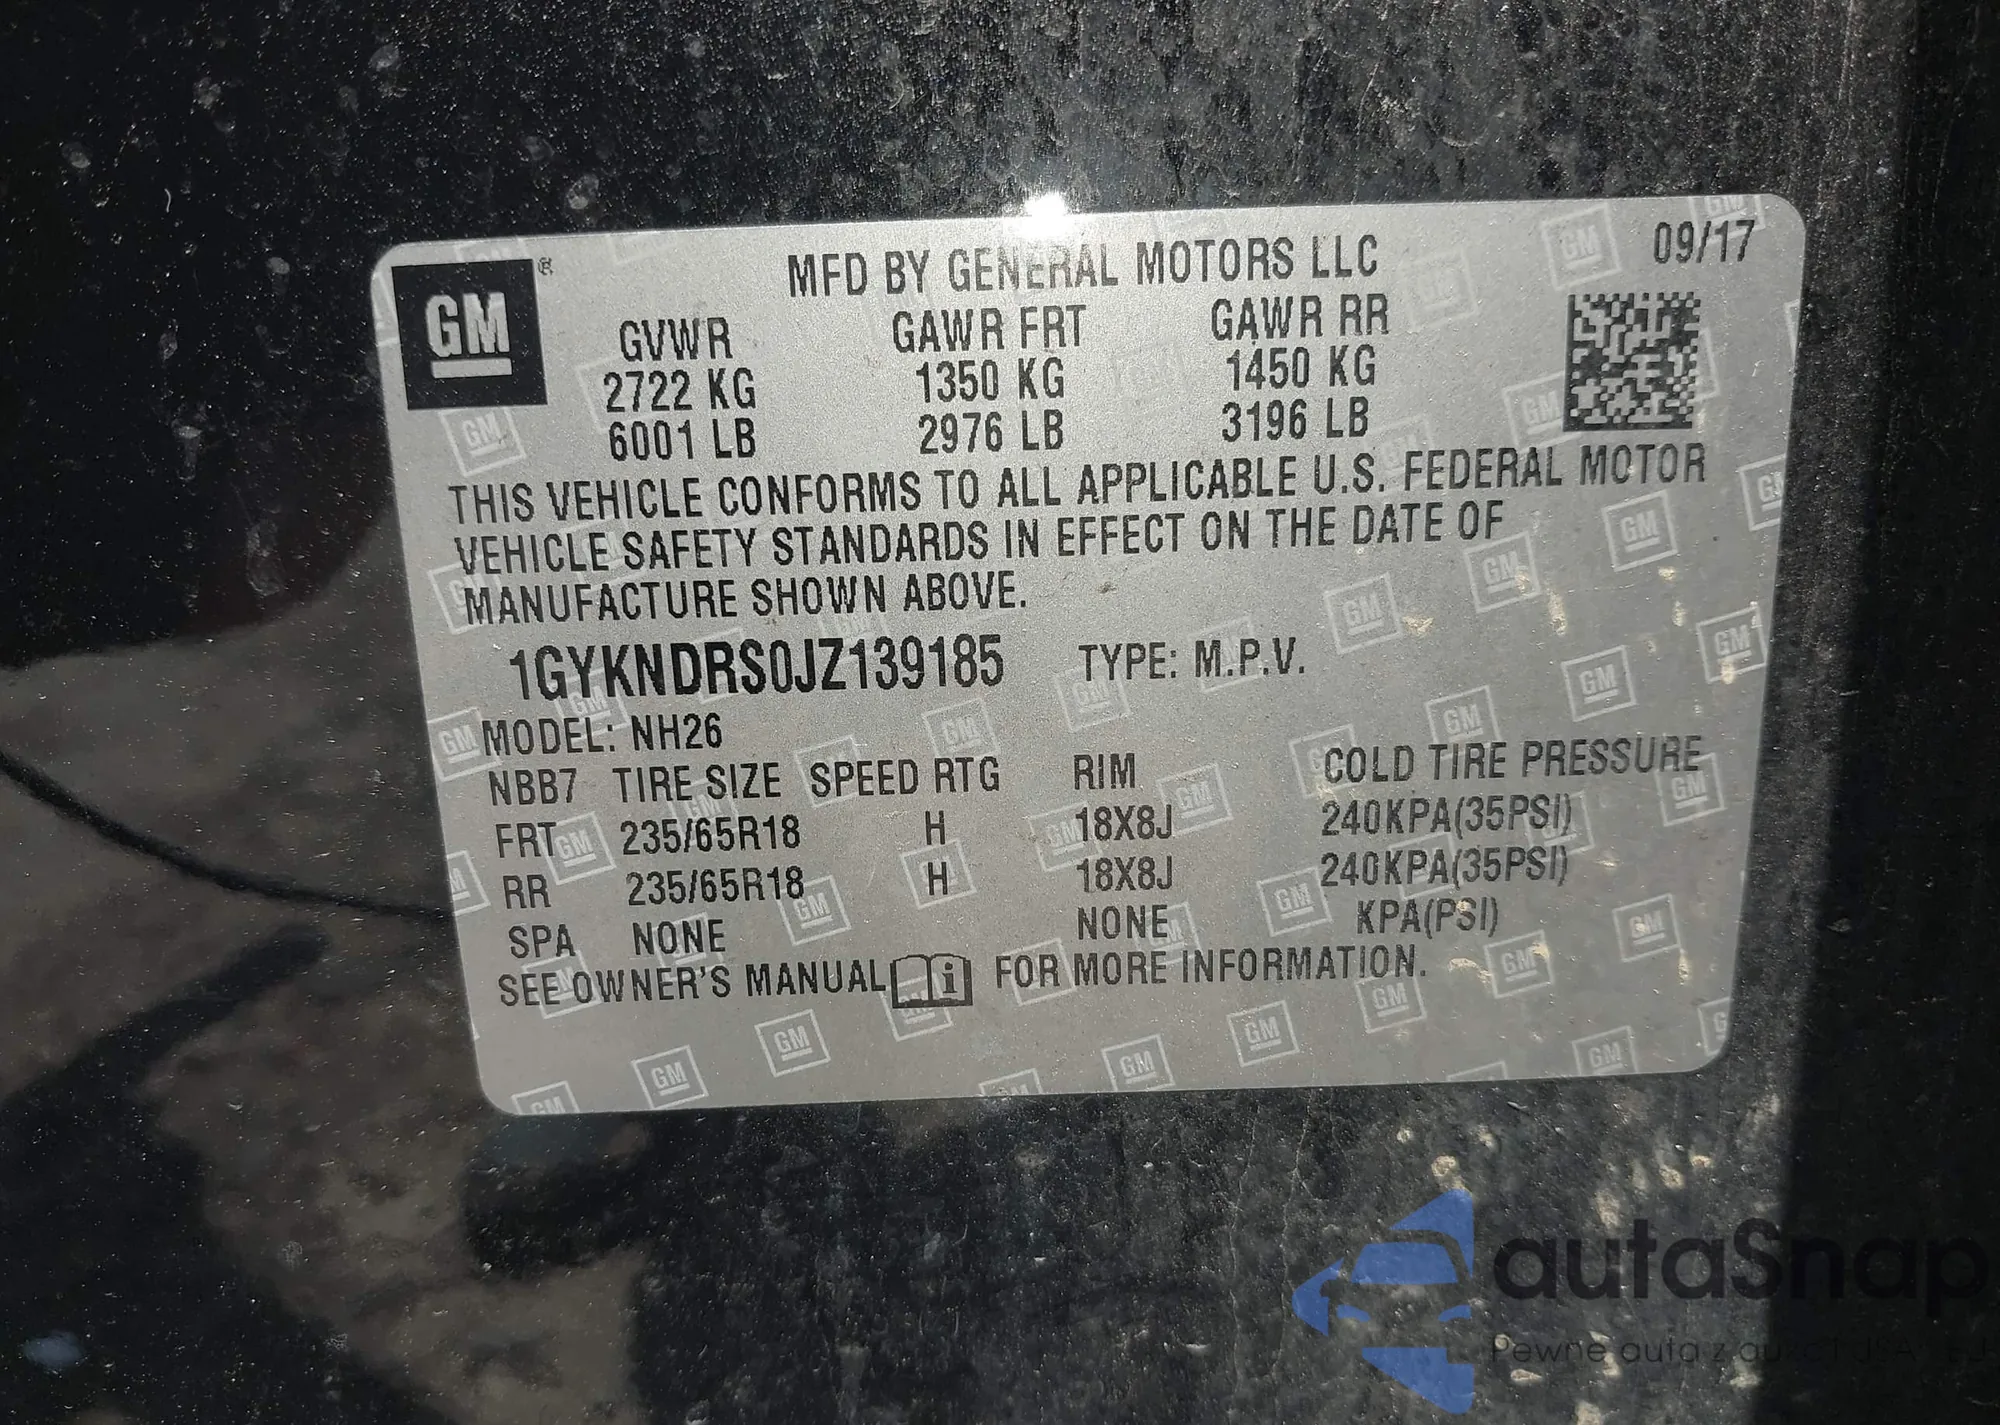 GM ®
MFD BY GENERAL MOTORS LLC 09/17
GVWR GAWR FRT GAWR RR
2722 KG 1350 KG 1450 KG
6001 LB 2976 LB 3196 LB
THIS VEHICLE CONFORMS TO ALL APPLICABLE U.S. FEDERAL MOTOR
VEHICLE SAFETY STANDARDS IN EFFECT ON THE DATE OF
MANUFACTURE SHOWN ABOVE.
1GYKNDRS0JZ139185 TYPE: M.P.V.
MODEL: NH26
NBB7 TIRE SIZE SPEED RTG RIM COLD TIRE PRESSURE
FRT 235/65R18 H 18X8J 240KPA(35PSI)
RR 235/65R18 H 18X8J 240KPA(35PSI)
SPA NONE NONE KPA(PSI)
SEE OWNER'S MANUAL FOR MORE INFORMATION.
autaSnap
Pewne auta z